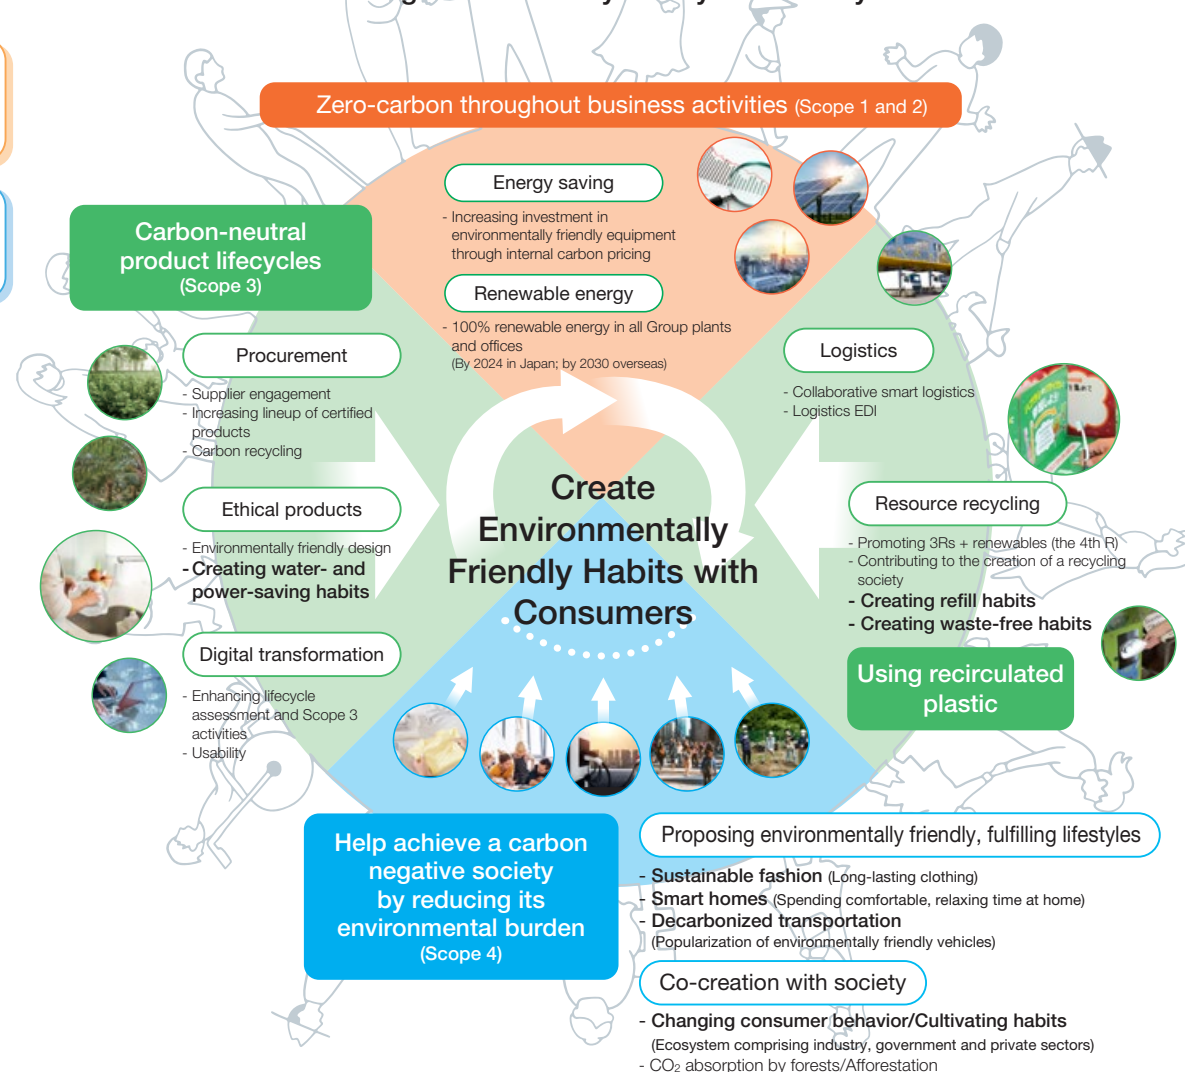 Zero-carbon throughout business activities (Scope 1 and 2)
Energy saving
- Increasing investment in
environmentally friendly equipment
through internal carbon pricing
Renewable energy
- 100% renewable energy in all Group plants
and offices
(By 2024 in Japan; by 2030 overseas)
Carbon-neutral
product lifecycles
(Scope 3)
Procurement
- Supplier engagement
- Increasing lineup of certified
products
- Carbon recycling
Ethical products
- Environmentally friendly design
- Creating water- and
power-saving habits
Digital transformation
- Enhancing lifecycle
assessment and Scope 3
activities
- Usability
Logistics
- Collaborative smart logistics
- Logistics EDI
Resource recycling
- Promoting 3Rs + renewables (the 4th R)
- Contributing to the creation of a recycling
society
- Creating refill habits
- Creating waste-free habits
Using recirculated
plastic
Create
Environmentally
Friendly Habits with
Consumers
Help achieve a carbon
negative society
by reducing its
environmental burden
(Scope 4)
Proposing environmentally friendly, fulfilling lifestyles
- Sustainable fashion (Long-lasting clothing)
- Smart homes (Spending comfortable, relaxing time at home)
- Decarbonized transportation
(Popularization of environmentally friendly vehicles)
Co-creation with society
- Changing consumer behavior/Cultivating habits
(Ecosystem comprising industry, government and private sectors)
- CO₂ absorption by forests/Afforestation